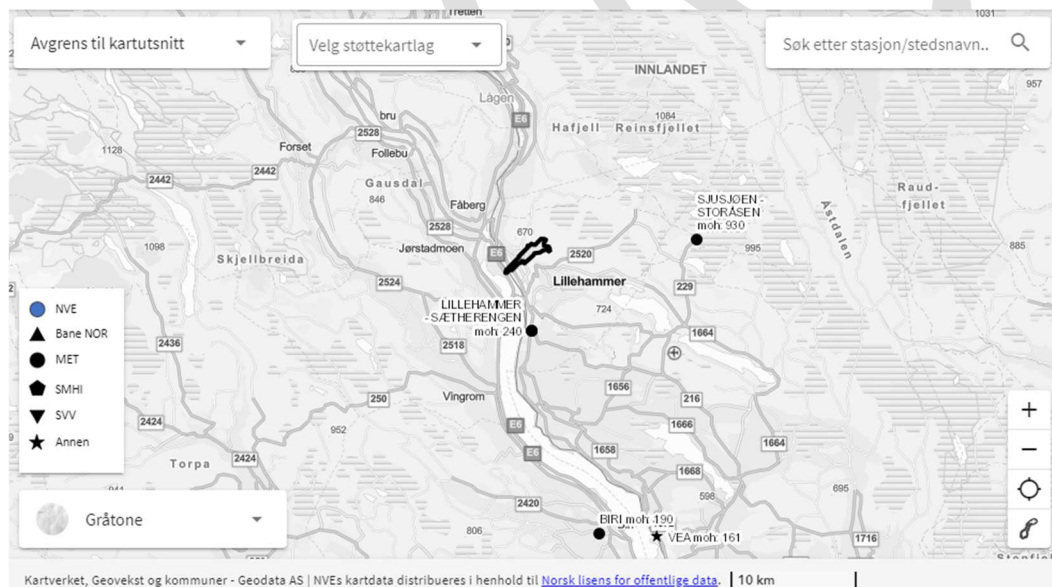 Tretten
1031
Avgrens til kartutsnitt
Velg støttekartlag
Søk etter stasjon/stedsnavn..
INNLANDET
957
Lågen
bru
1084
E6
Hafjell Reinsfjellet
2528
1128
Forset
Follebu
2442
2442
Gausdal
846
Raud-
fjellet
SJUSJØEN -
STORÅSEN
moh: 930
Åstdalen
Fåberg
2528
670
1098
Jørstadmoen
E6
2520
995
885
Skjellbreida
2524
Lillehammer
229
NVE
LILLEHAMMER
- SÆTHERENGEN
moh: 240
724
Bane NOR
1664
2436
2518
MET
SMHI
1656
250
Vingrom
216
SVV
2424
952
E6
1666
Annen
1658
1664
E6
Torpa
2424
1668
2420
598
695
Gråtone
806
BIRI moh: 190
VEA moh: 161
1716
Kartverket, Geovekst og kommuner - Geodata AS | NVEs kartdata distribueres i henhold til Norsk lisens for offentlige data.
10 km